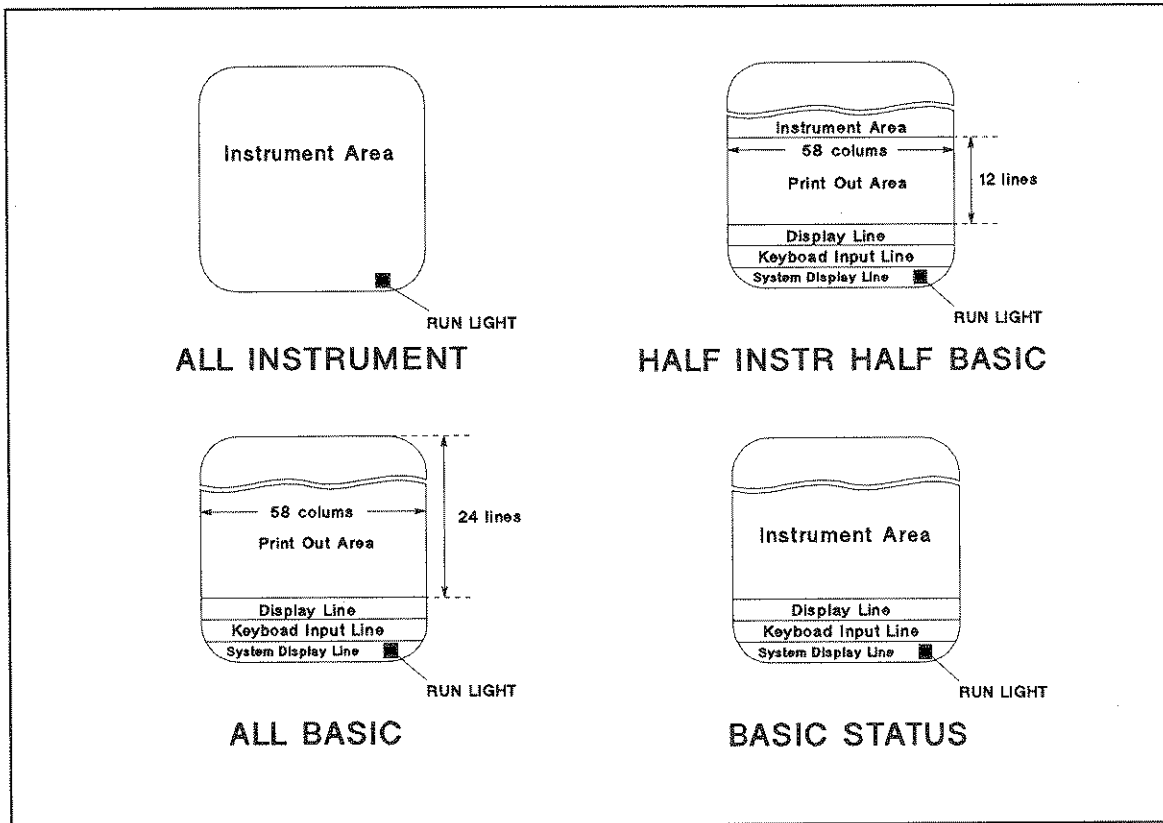 Instrument Area
RUN LIGHT
ALL INSTRUMENT
Instrument Area
58 colums
Print Out Area
12 lines
Display Line
Keyboad Input Line
System Display Line
RUN LIGHT
HALF INSTR HALF BASIC
58 colums
24 lines
Print Out Area
Display Line
Keyboad Input Line
System Display Line
RUN LIGHT
ALL BASIC
Instrument Area
Display Line
Keyboad Input Line
System Display Line
RUN LIGHT
BASIC STATUS